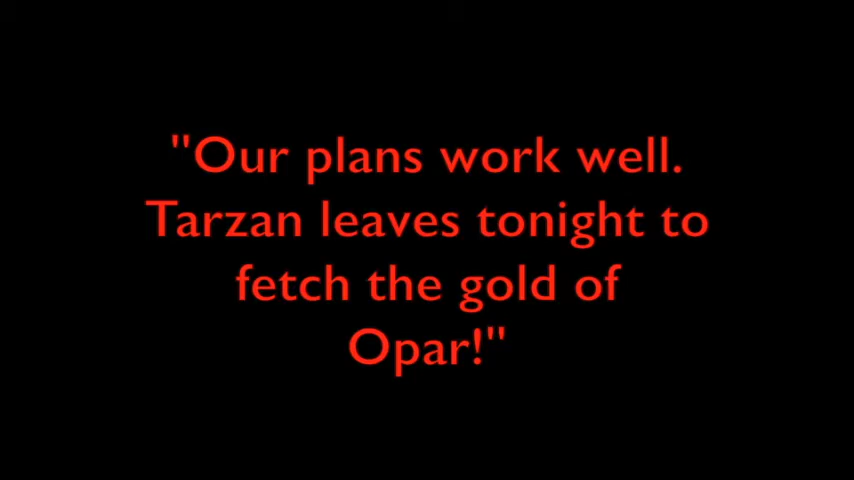 "Our plans work well.
Tarzan leaves tonight to
fetch the gold of
Opar!"